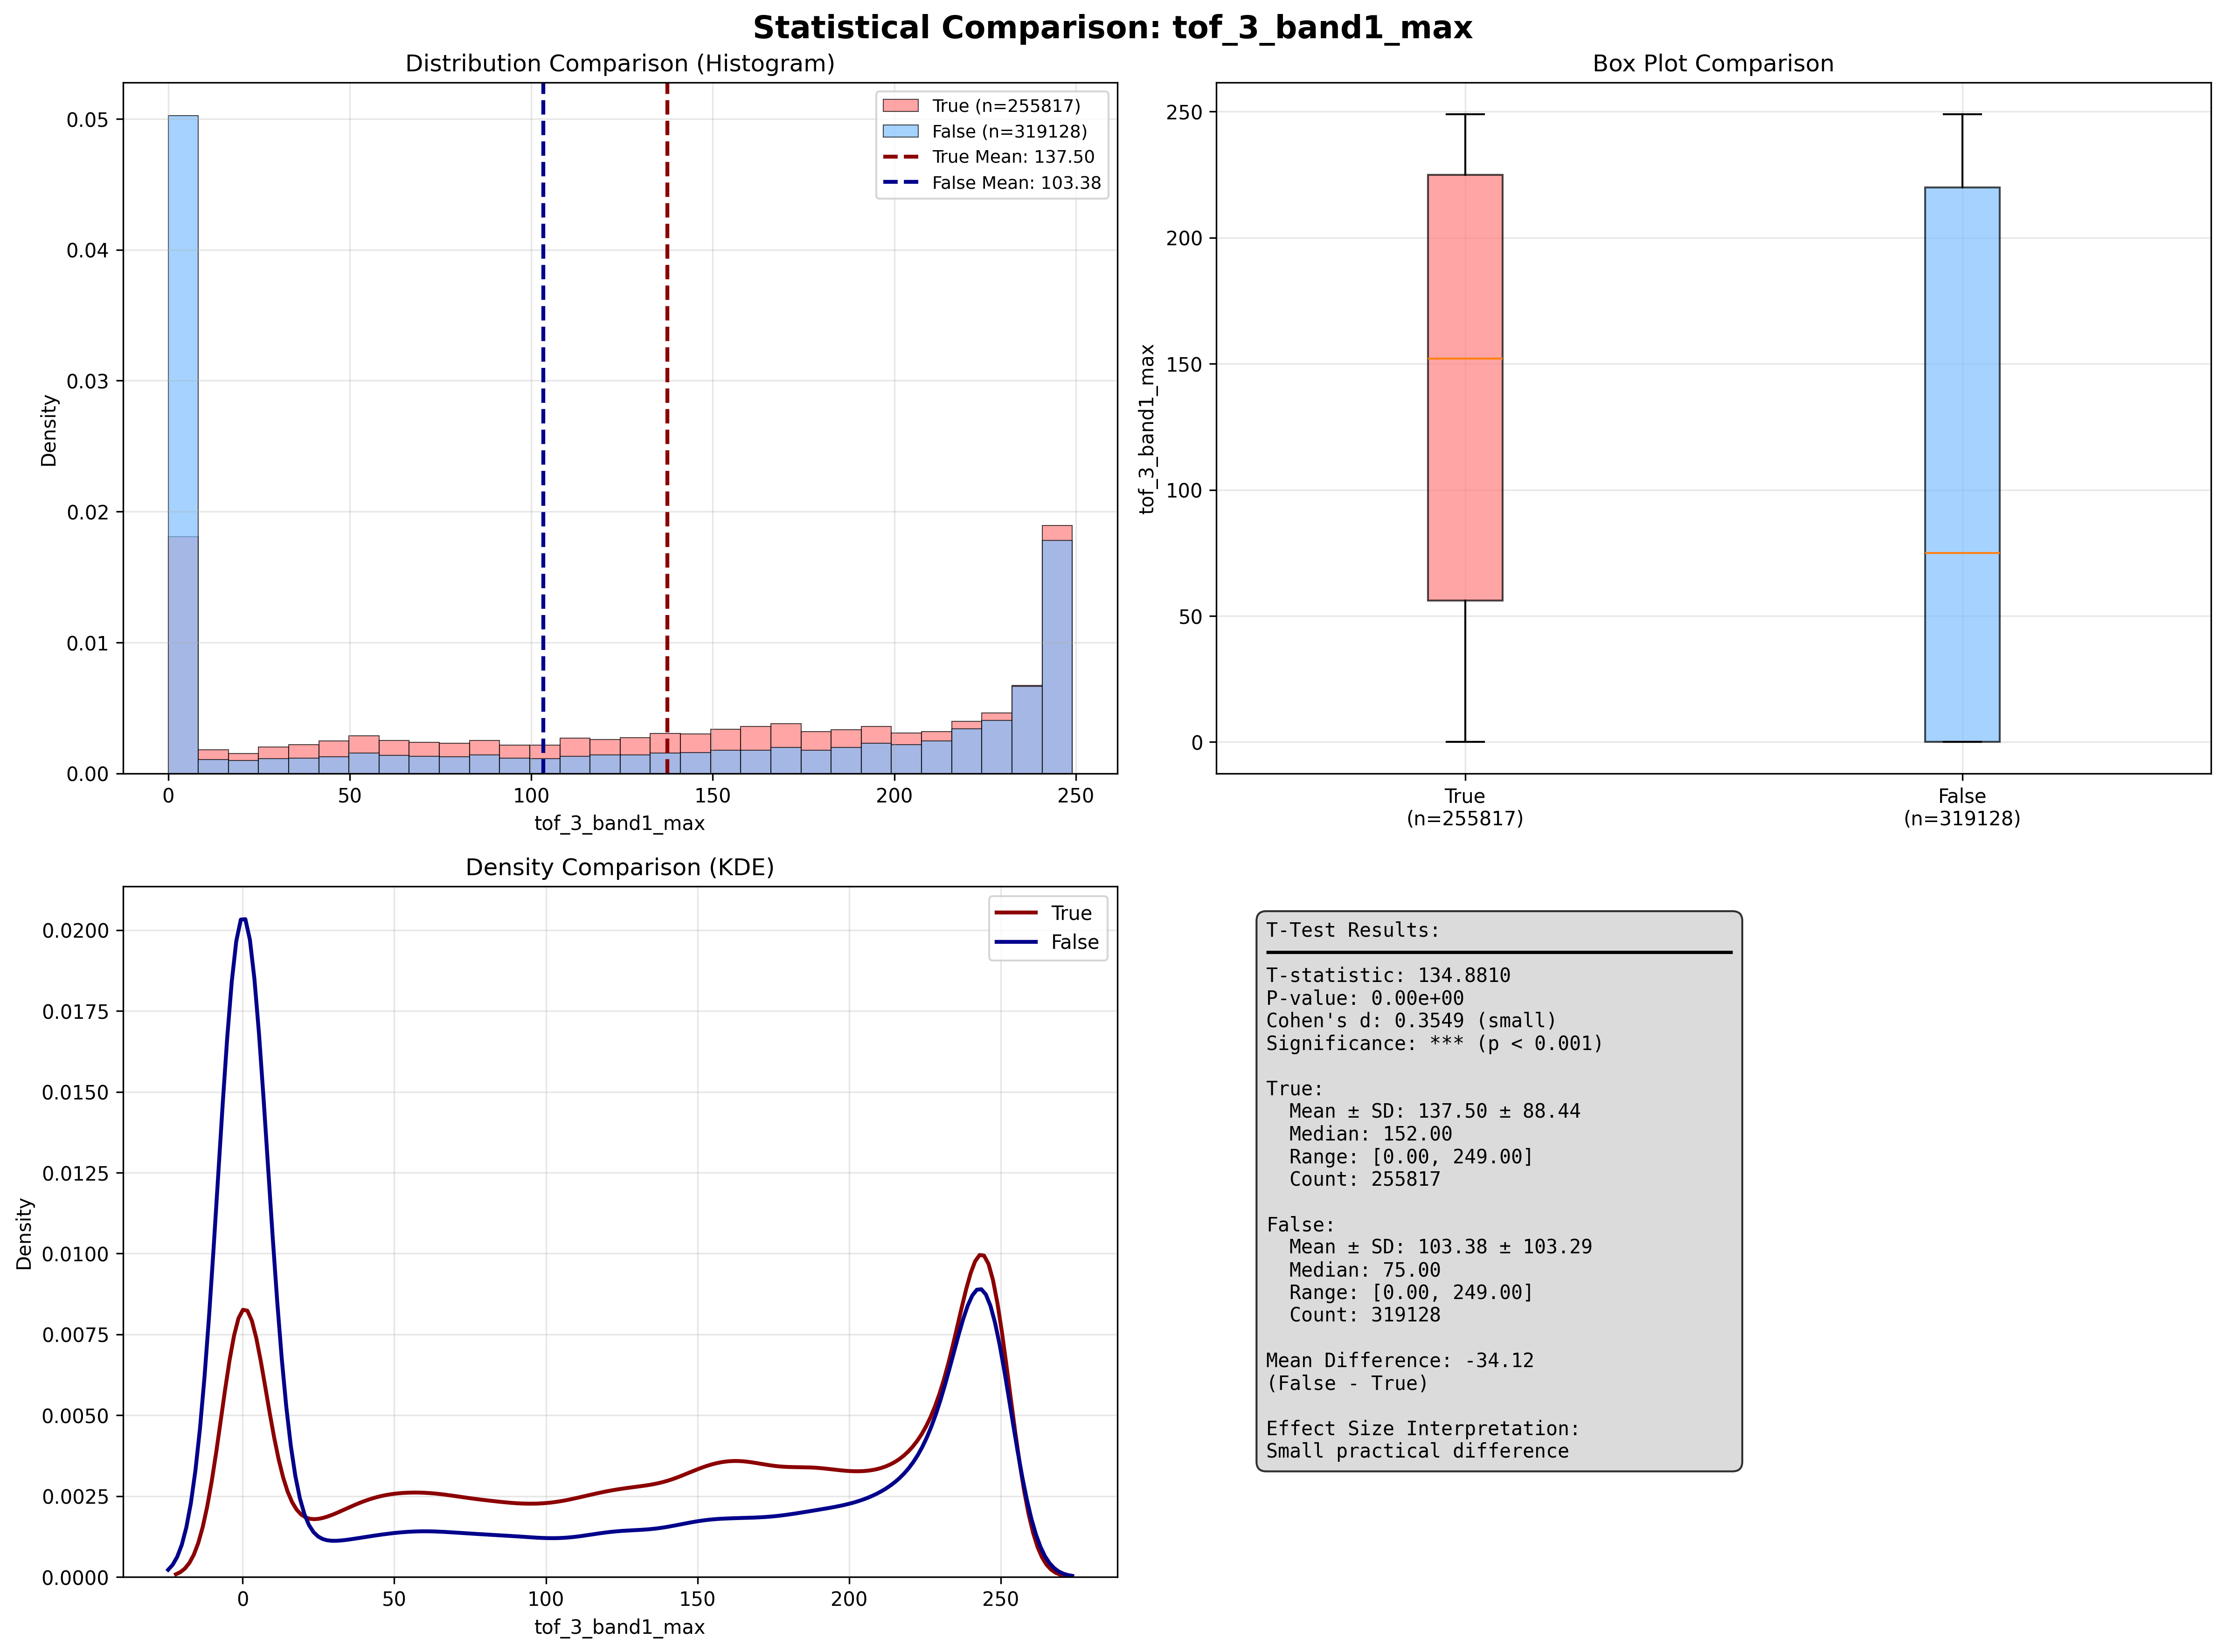 Statistical Comparison: tof_3_band1_max
Distribution Comparison (Histogram)
True (n=255817)
False (n=319128)
True Mean: 137.50
False Mean: 103.38
0.05
0.04
0.03
0.02
0.01
0.00
Density
0 50 100 150 200 250
tof_3_band1_max
Box Plot Comparison
250
200
150
100
50
0
tof_3_band1_max
True
(n=255817)
False
(n=319128)
Density Comparison (KDE)
True
False
0.0200
0.0175
0.0150
0.0125
0.0100
0.0075
0.0050
0.0025
0.0000
Density
0 50 100 150 200 250
tof_3_band1_max
T-Test Results:
T-statistic: 134.8810
P-value: 0.00e+00
Cohen's d: 0.3549 (small)
Significance: *** (p < 0.001)
True:
Mean ± SD: 137.50 ± 88.44
Median: 152.00
Range: [0.00, 249.00]
Count: 255817
False:
Mean ± SD: 103.38 ± 103.29
Median: 75.00
Range: [0.00, 249.00]
Count: 319128
Mean Difference: -34.12
(False - True)
Effect Size Interpretation:
Small practical difference